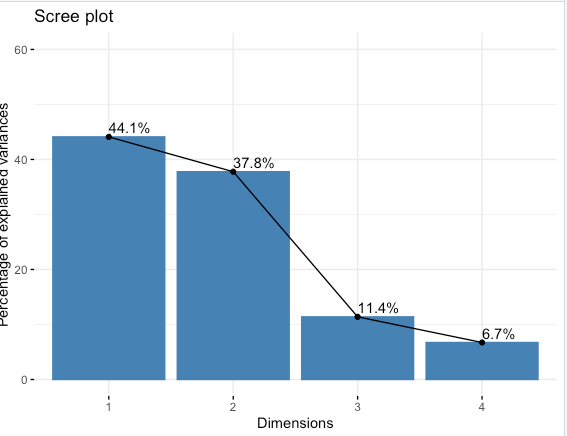 Scree plot
Percentage of explained variances
60
40
20
0
44.1%
37.8%
11.4%
6.7%
1 2 3 4
Dimensions